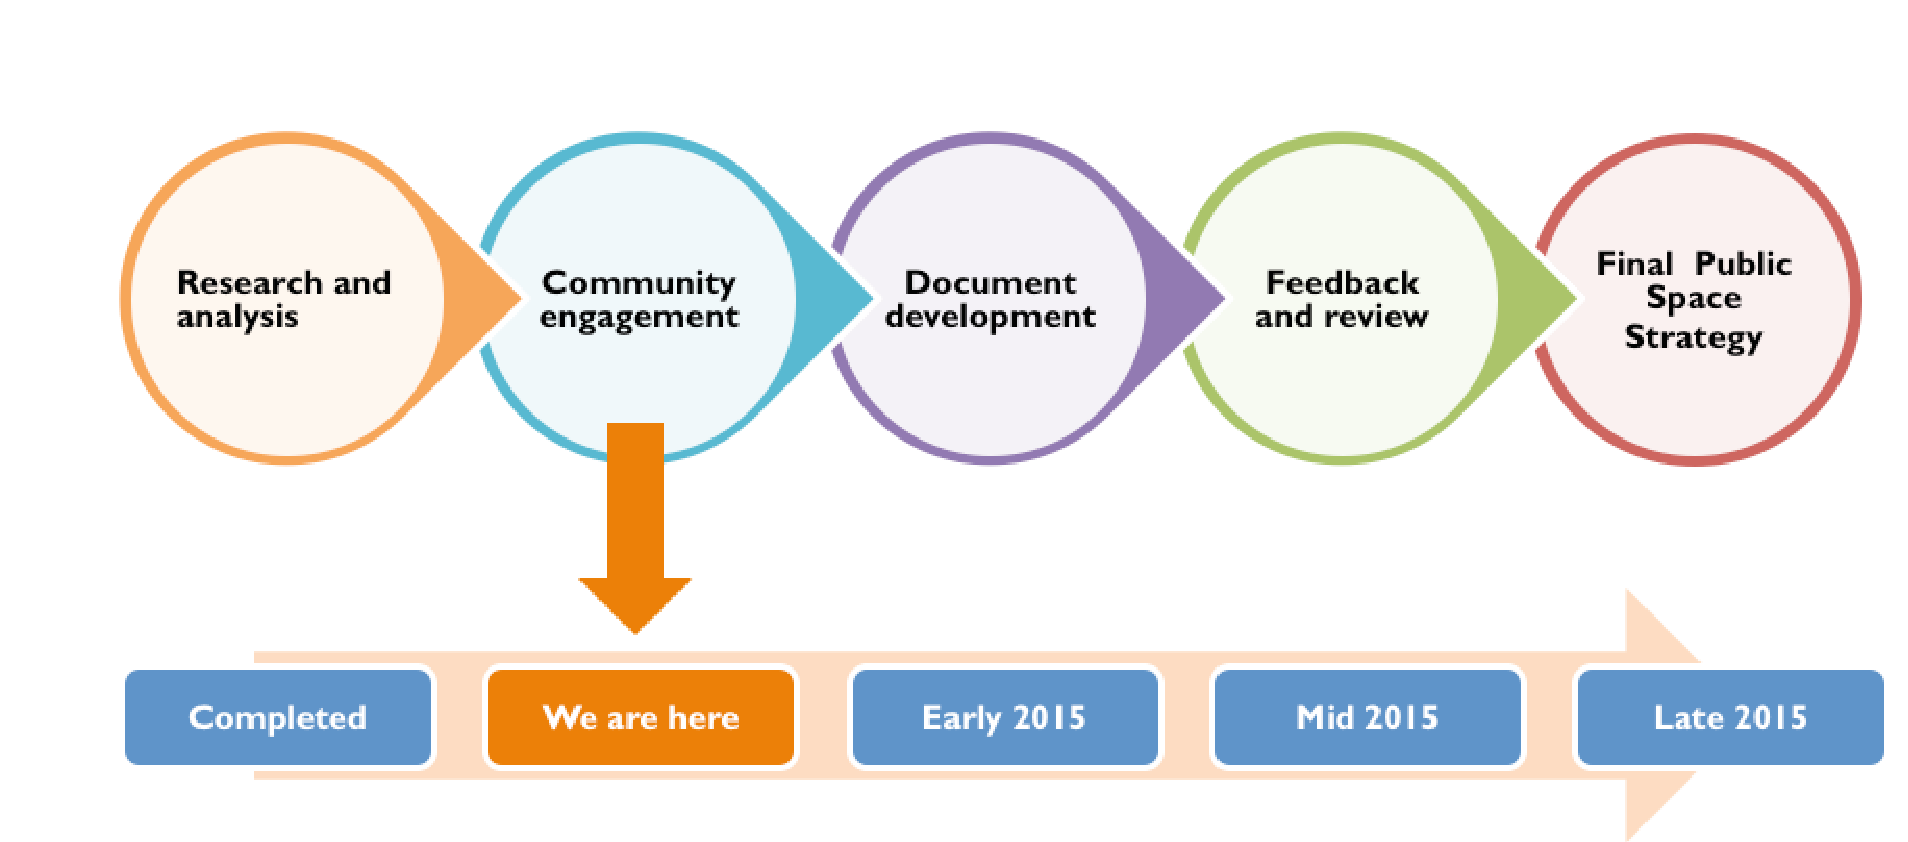 Research and
analysis
Community
engagement
Document
development
Feedback
and review
Final Public
Space
Strategy
Completed
We are here
Early 2015
Mid 2015
Late 2015